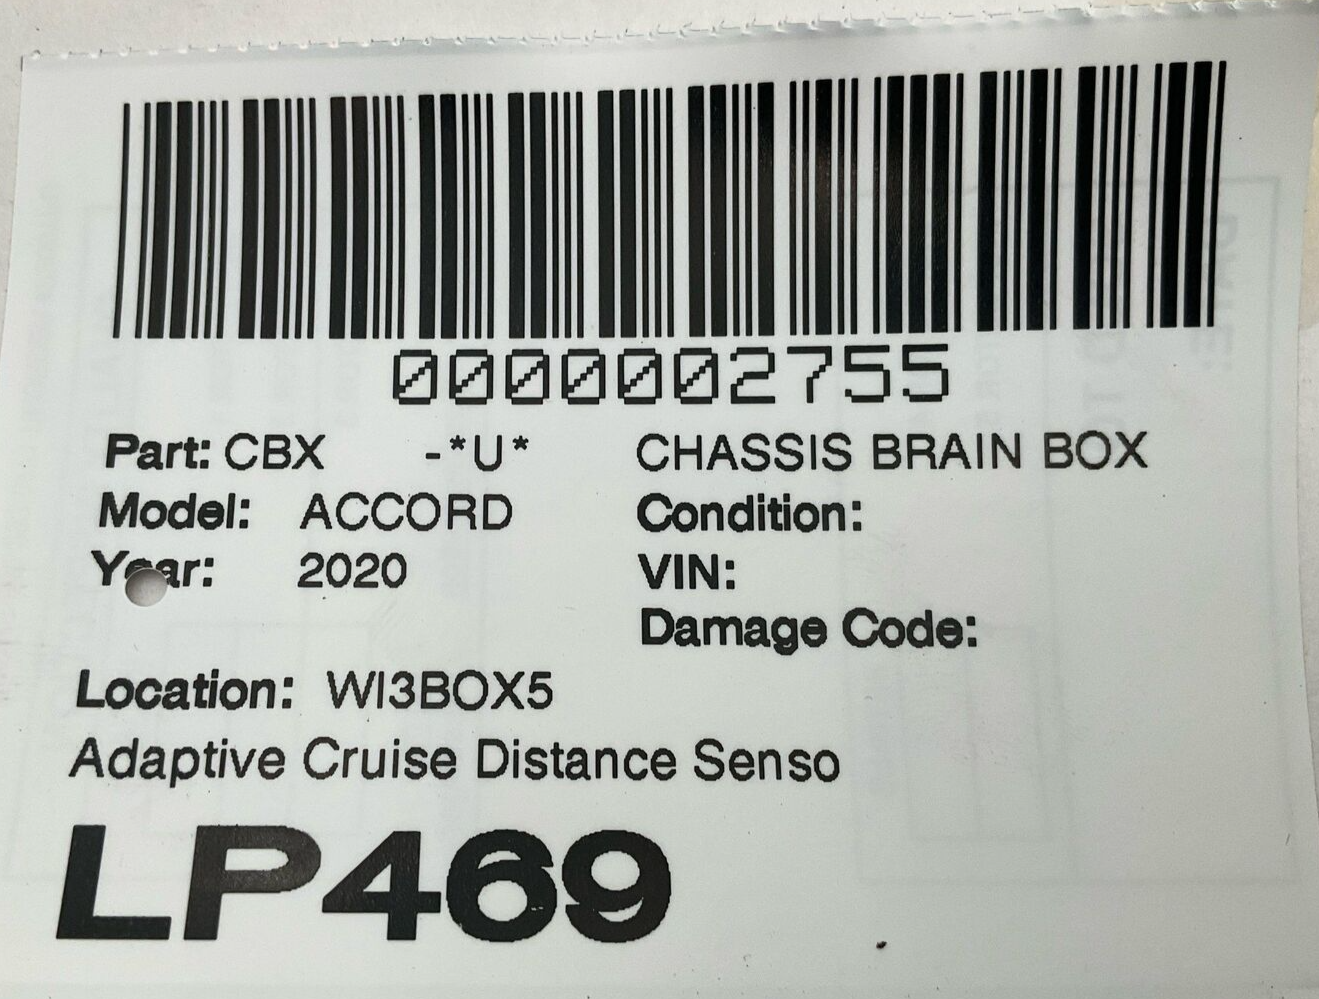 0000002755
Part: CBX -*U* CHASSIS BRAIN BOX
Model: ACCORD Condition:
Year: 2020 VIN:
Damage Code:
Location: WI3BOX5
Adaptive Cruise Distance Senso
LP469